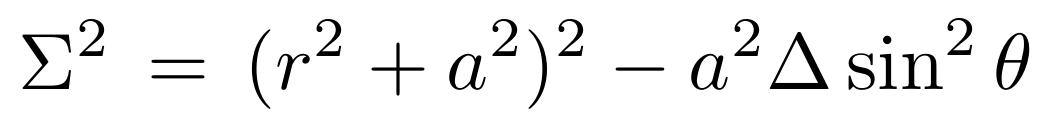 Σ² = (r² + a²)² − a²Δ sin² θ